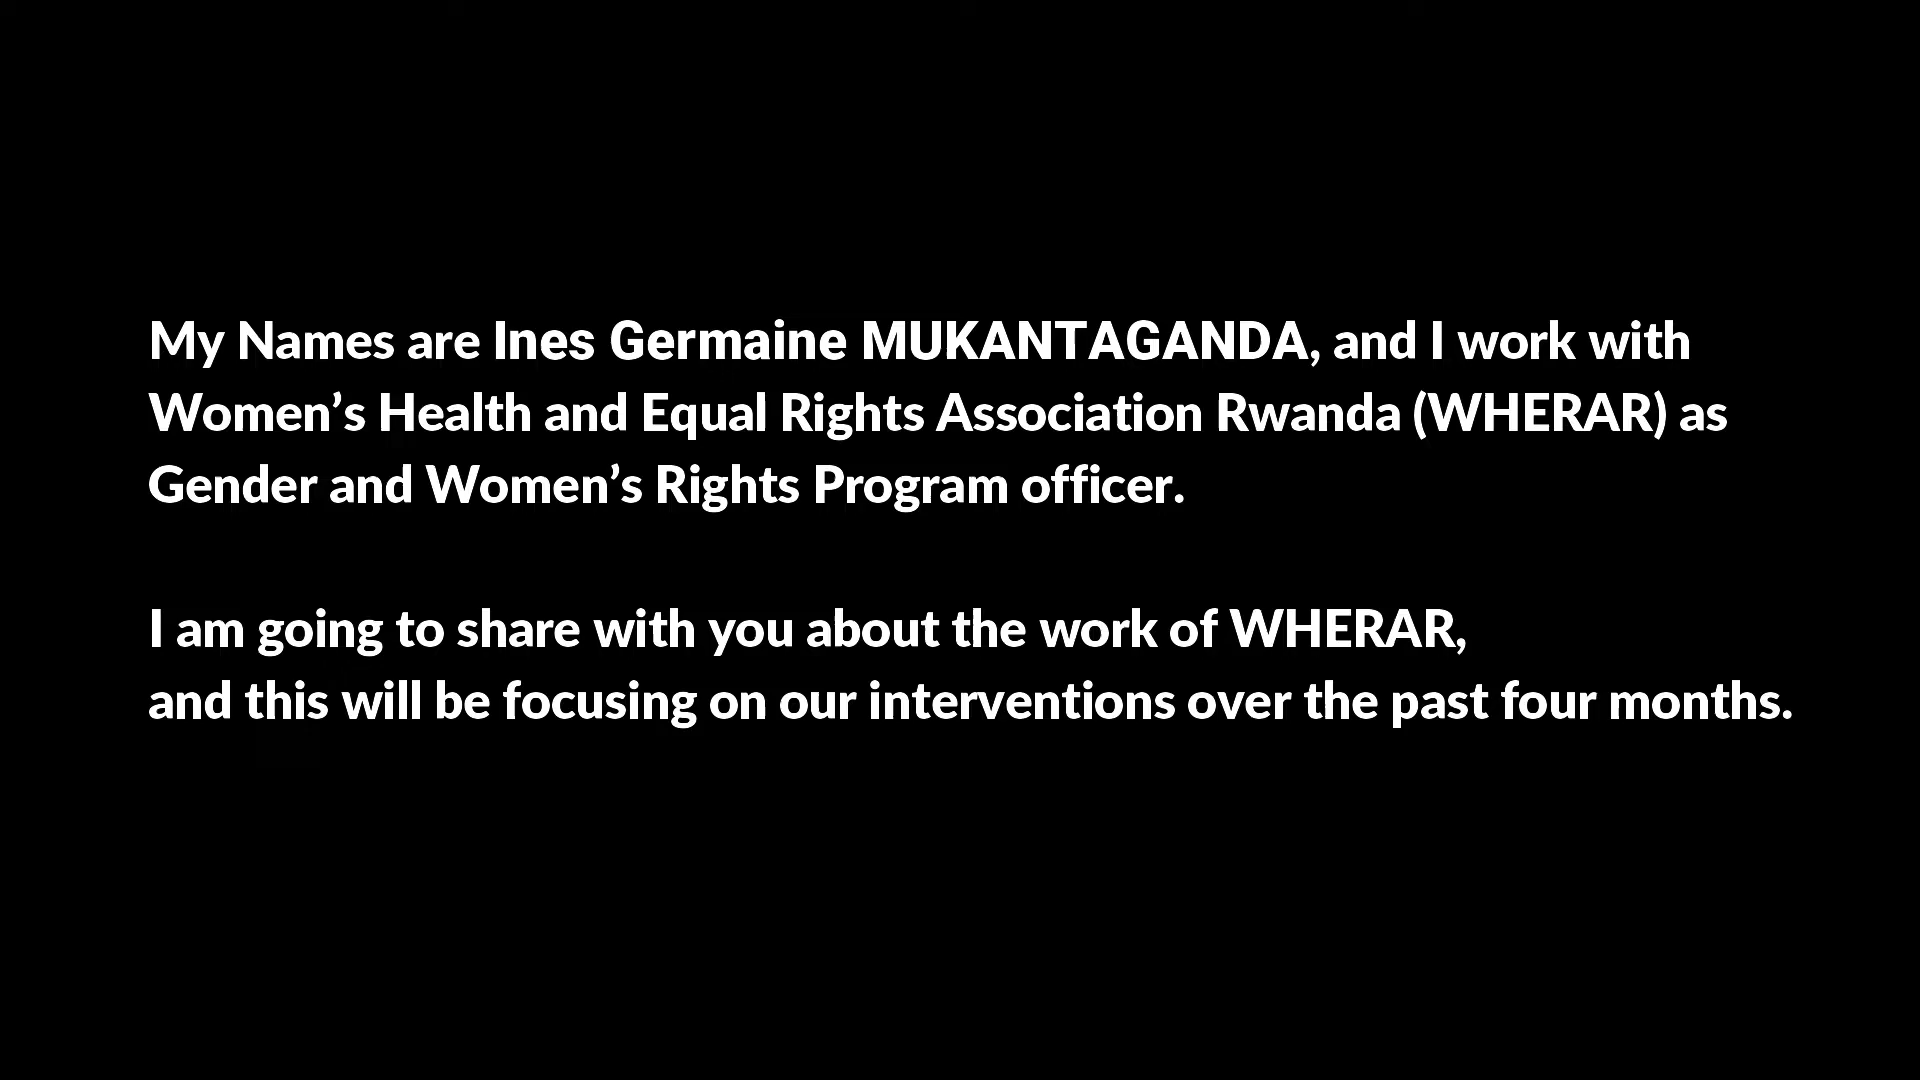 My Names are Ines Germaine MUKANTAGANDA, and I work with
Women’s Health and Equal Rights Association Rwanda (WHERAR) as
Gender and Women’s Rights Program officer.
I am going to share with you about the work of WHERAR,
and this will be focusing on our interventions over the past four months.